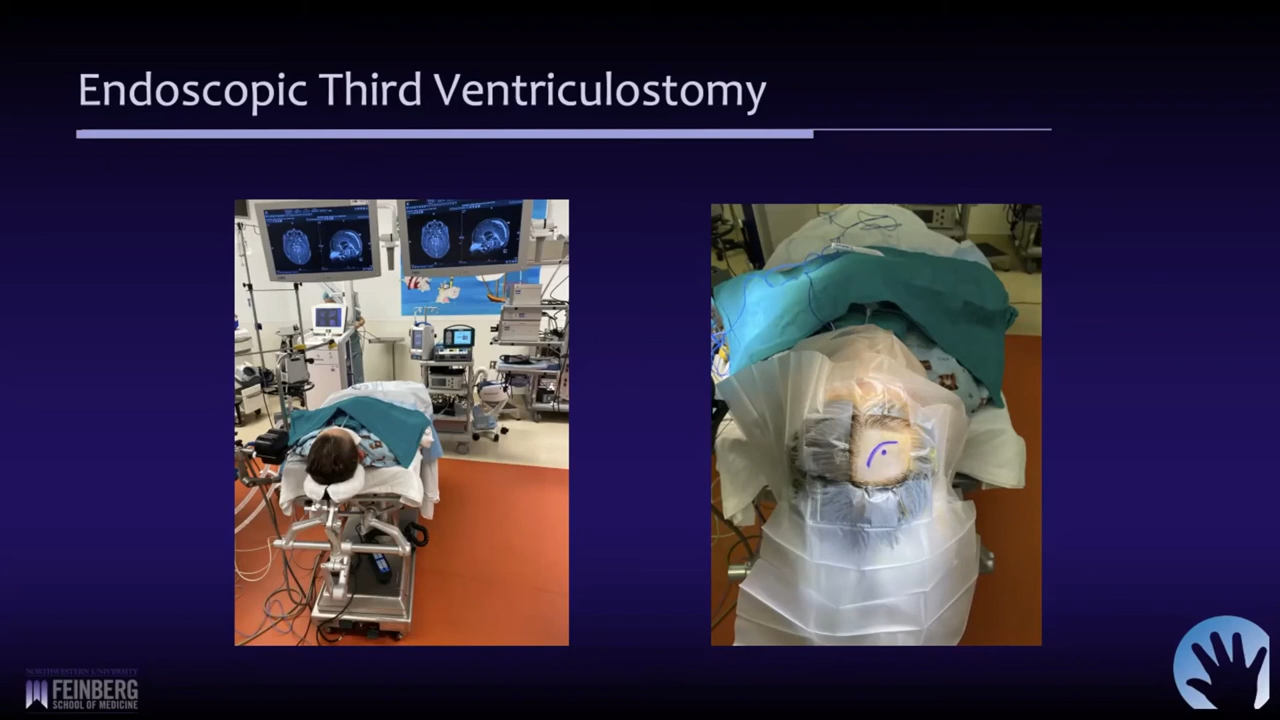 Endoscopic Third Ventriculostomy
NORTHWESTERN UNIVERSITY
FEINBERG
SCHOOL OF MEDICINE